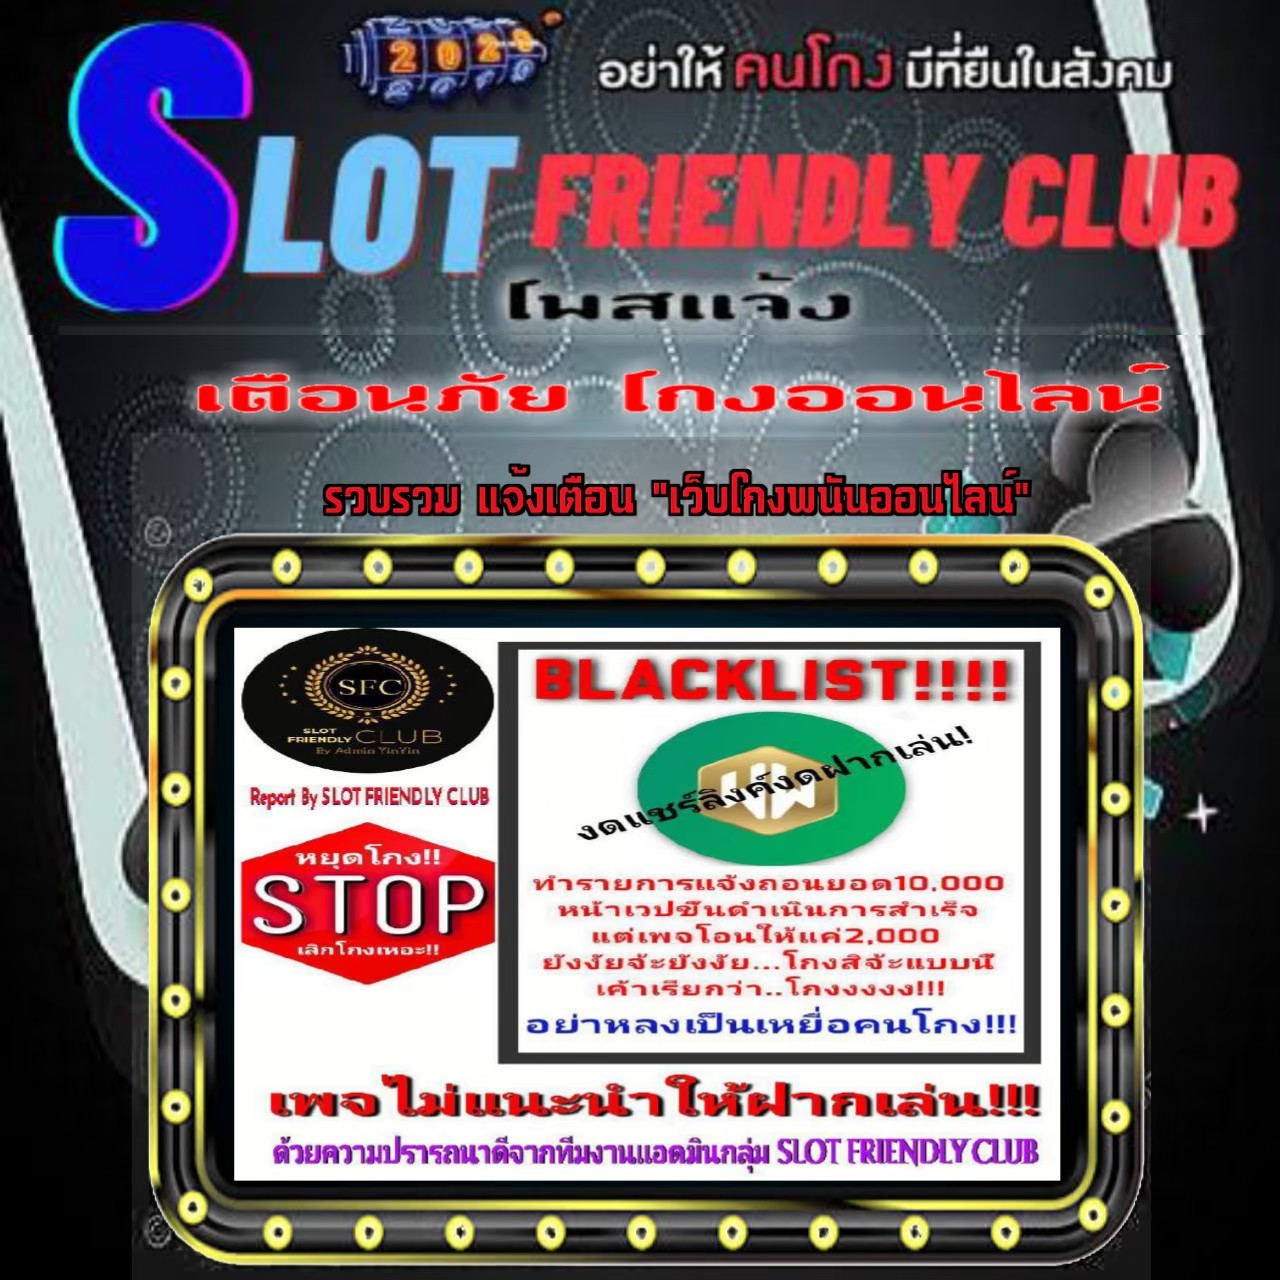 2026
อย่าให้ คนโกง มีที่ยืนในสังคม
SLOT FRIENDLY CLUB
โพสแจ้ง
เตือนภัย โกงออนไลน์
รวบรวม แจ้งเตือน "เว็บโกงพนันออนไลน์"
SFC
SLOT FRIENDLY CLUB
By Admin YinYin
Report By SLOT FRIENDLY CLUB
หยุดโกง!!
STOP
เลิกโกงเหอะ!!
BLACKLIST!!!!
งดแชร์ลิงค์งดฝากเล่น!
ทำรายการแจ้งถอนยอด10,000
หน้าเวปขึ้นดำเนินการสำเร็จ
แต่เพจโอนให้แค่2,000
ยังงัยจ๊ะยังงัย...โกงสิจ๊ะแบบนี้
เค้าเรียกว่า..โกงงงงง!!!
อย่าหลงเป็นเหยื่อคนโกง!!!
เพจไม่แนะนำให้ฝากเล่น!!!
ด้วยความปรารถนาดีจากทีมงานแอดมินกลุ่ม SLOT FRIENDLY CLUB